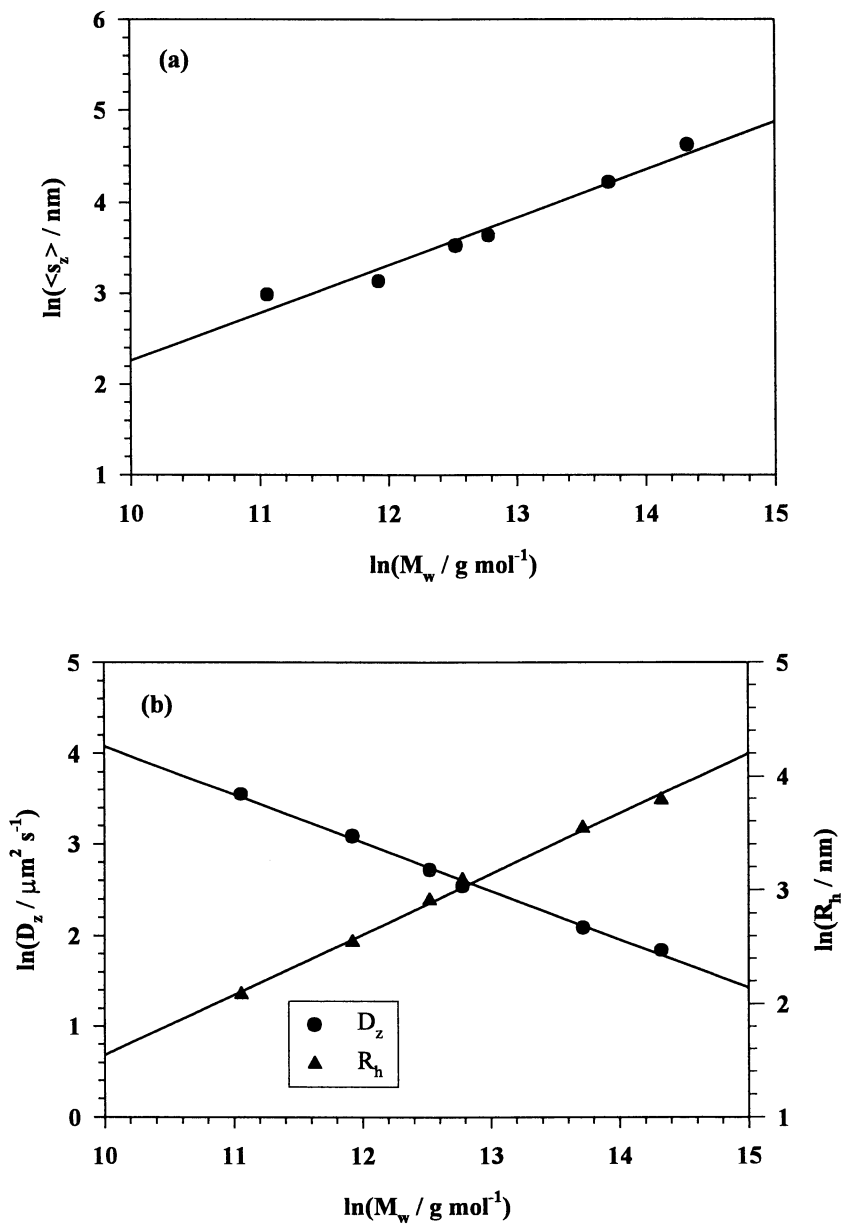 (a)
6
5
4
3
2
1
ln(<s_z> / nm)
10 11 12 13 14 15
ln(M_w / g mol⁻¹)
(b)
5
4
3
2
1
0
ln(D_z / μm² s⁻¹)
5
4
3
2
1
ln(R_h / nm)
D_z
R_h
10 11 12 13 14 15
ln(M_w / g mol⁻¹)